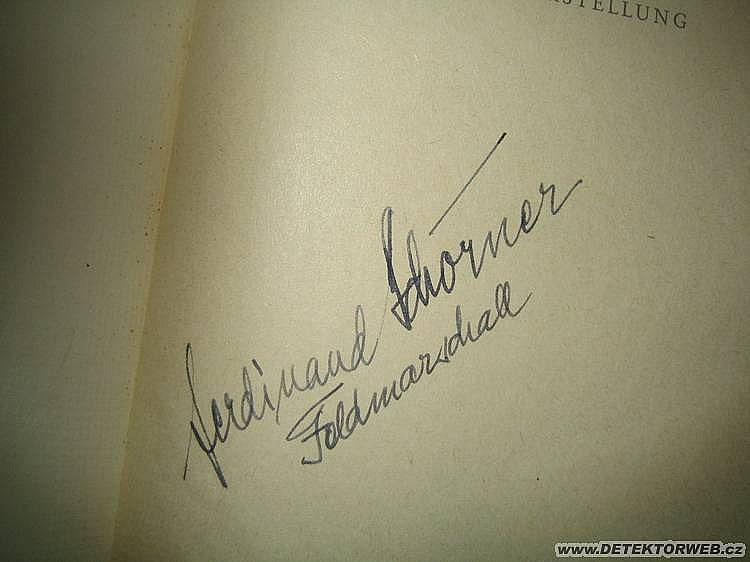 STELLUNG
Ferdinand Schörner
Feldmarschall
www.DETEKTORWEB.cz